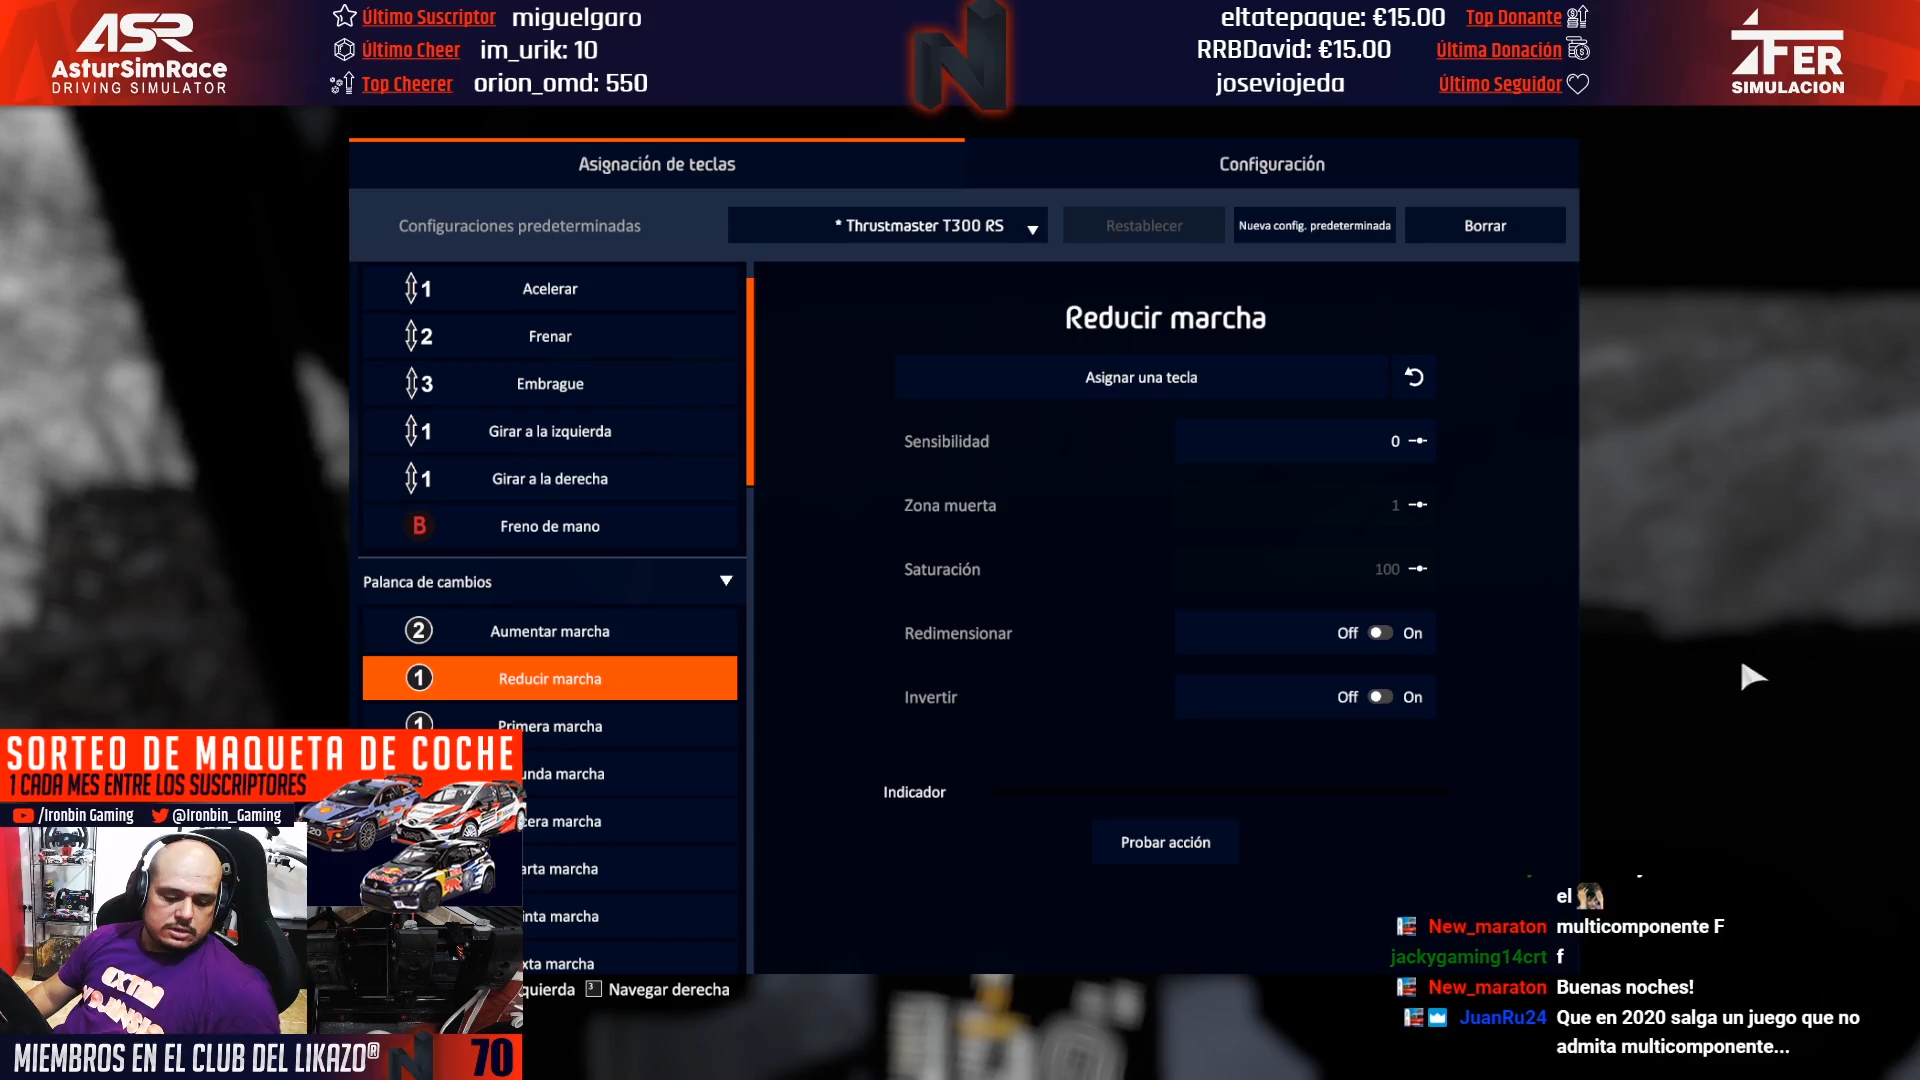 ASR
AsturSimRace
DRIVING SIMULATOR
Último Suscriptor miguelgaro
Último Cheer im_urik: 10
Top Cheerer orion_omd: 550
N
eltatepaque: €15.00 Top Donante
RRBDavid: €15.00 Última Donación
joseviojeda Último Seguidor
FER
SIMULACION
Asignación de teclas
Configuración
Configuraciones predeterminadas
* Thrustmaster T300 RS
Restablecer
Nueva config. predeterminada
Borrar
1 Acelerar
2 Frenar
3 Embrague
1 Girar a la izquierda
1 Girar a la derecha
B Freno de mano
Palanca de cambios
2 Aumentar marcha
1 Reducir marcha
1 Primera marcha
unda marcha
cera marcha
arta marcha
inta marcha
xta marcha
quierda 3 Navegar derecha
Reducir marcha
Asignar una tecla
Sensibilidad 0
Zona muerta 1
Saturación 100
Redimensionar Off On
Invertir Off On
Indicador
Probar acción
SORTEO DE MAQUETA DE COCHE
1 CADA MES ENTRE LOS SUSCRIPTORES
/Ironbin Gaming @Ironbin_Gaming
MIEMBROS EN EL CLUB DEL LIKAZO® 70
el
New_maraton multicomponente F
jackygaming14crt f
New_maraton Buenas noches!
JuanRu24 Que en 2020 salga un juego que no
admita multicomponente...